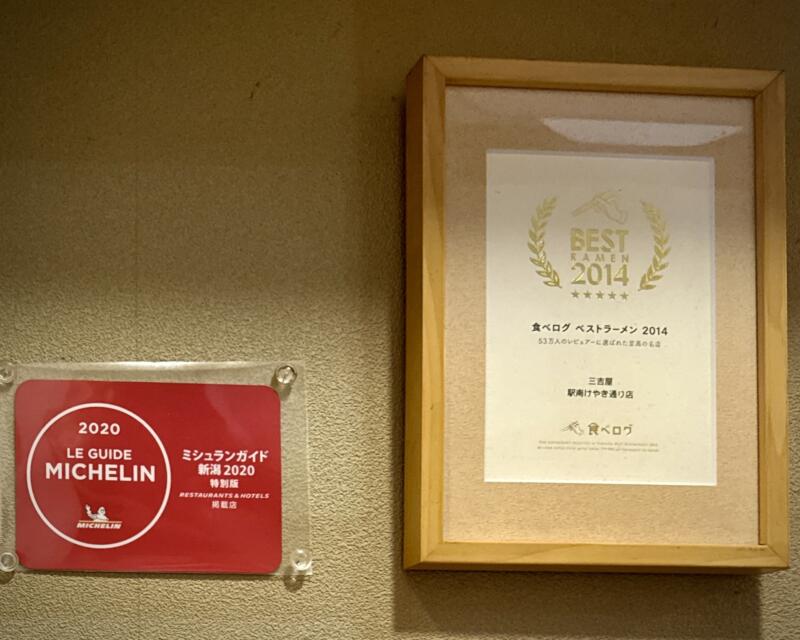 2020
LE GUIDE
MICHELIN
MICHELIN
ミシュランガイド
新潟 2020
特別版
RESTAURANTS & HOTELS
掲載店
BEST
RAMEN
2014
★★★★★
食べログ ベストラーメン 2014
53万人のレビュアーに選ばれた至高の名店
三吉屋
駅南けやき通り店
食べログ